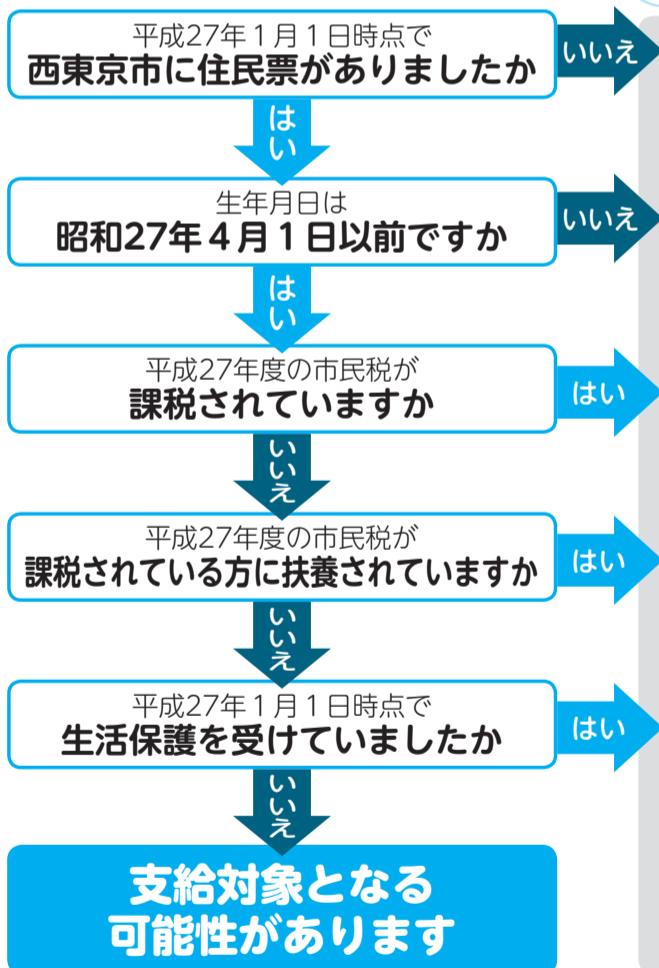 平成27年1月1日時点で
西東京市に住民票がありましたか
いいえ
はい
生年月日は
昭和27年4月1日以前ですか
いいえ
はい
平成27年度の市民税が
課税されていますか
はい
いいえ
平成27年度の市民税が
課税されている方に扶養されていますか
はい
いいえ
平成27年1月1日時点で
生活保護を受けていましたか
はい
いいえ
支給対象となる
可能性があります